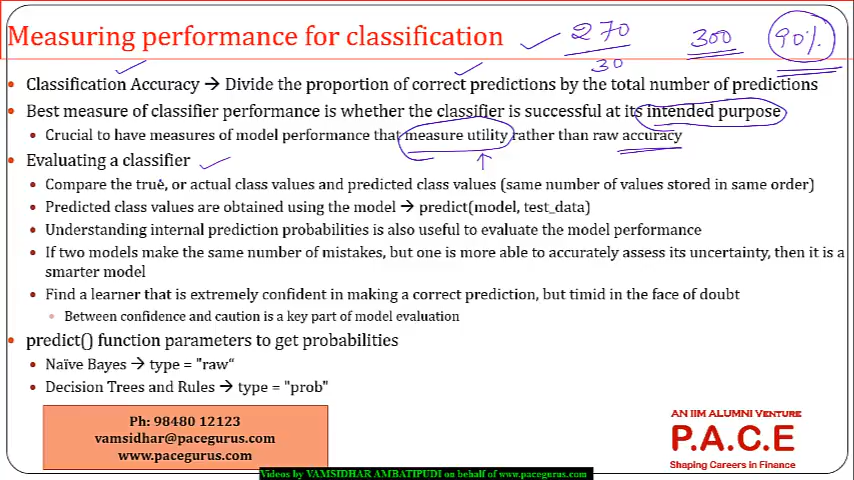 Measuring performance for classification
270
30
300
90%
• Classification Accuracy → Divide the proportion of correct predictions by the total number of predictions
• Best measure of classifier performance is whether the classifier is successful at its intended purpose
• Crucial to have measures of model performance that measure utility rather than raw accuracy
• Evaluating a classifier
• Compare the true, or actual class values and predicted class values (same number of values stored in same order)
• Predicted class values are obtained using the model → predict(model, test_data)
• Understanding internal prediction probabilities is also useful to evaluate the model performance
• If two models make the same number of mistakes, but one is more able to accurately assess its uncertainty, then it is a
smarter model
• Find a learner that is extremely confident in making a correct prediction, but timid in the face of doubt
• Between confidence and caution is a key part of model evaluation
• predict() function parameters to get probabilities
• Naïve Bayes → type = "raw“
• Decision Trees and Rules → type = "prob"
Ph: 98480 12123
vamsidhar@pacegurus.com
www.pacegurus.com
AN IIM ALUMNI VENTURE
P.A.C.E
Shaping Careers in Finance
Videos by VAMSIDHAR AMBATIPUDI on behalf of www.pacegurus.com